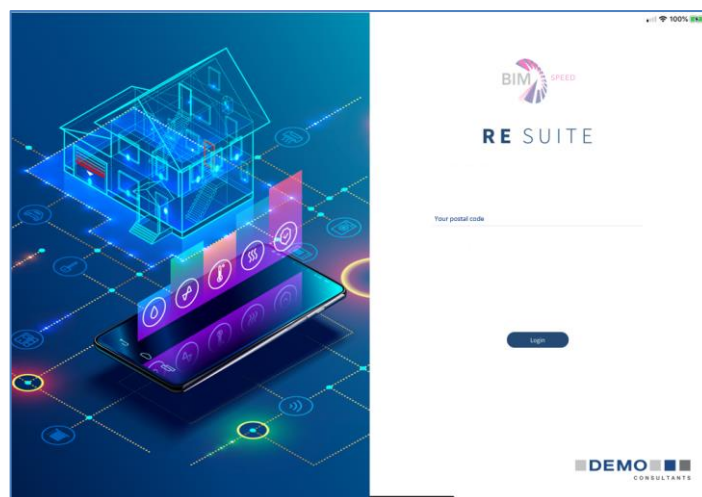 100%
BIM SPEED
RE SUITE
Your postal code
Login
DEMO
CONSULTANTS